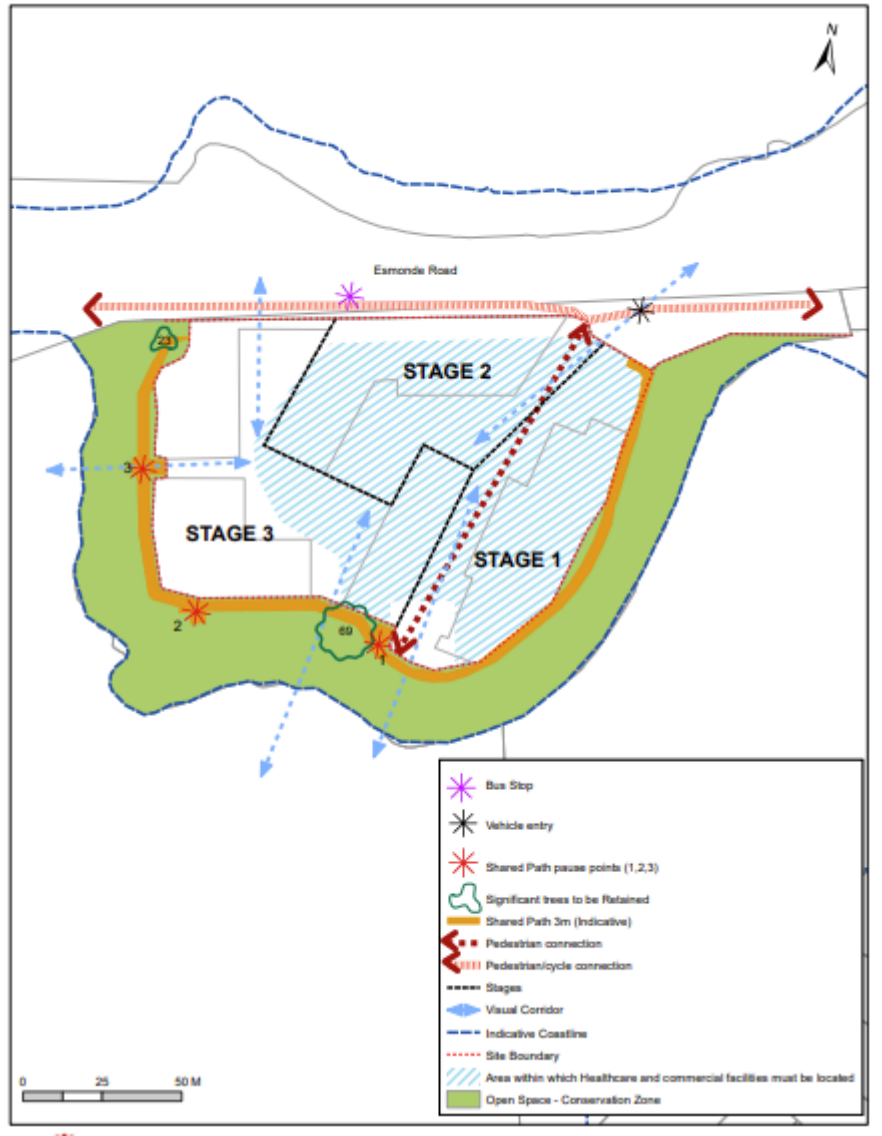 N
Esmonde Road
23
STAGE 2
3
STAGE 3
STAGE 1
2
69
1
Bus Stop
Vehicle entry
Shared Path pause points (1,2,3)
Significant trees to be Retained
Shared Path 3m (Indicative)
Pedestrian connection
Pedestrian/cycle connection
Stages
Visual Corridor
Indicative Coastline
Site Boundary
Area within which Healthcare and commercial facilities must be located
Open Space - Conservation Zone
0 25 50 M